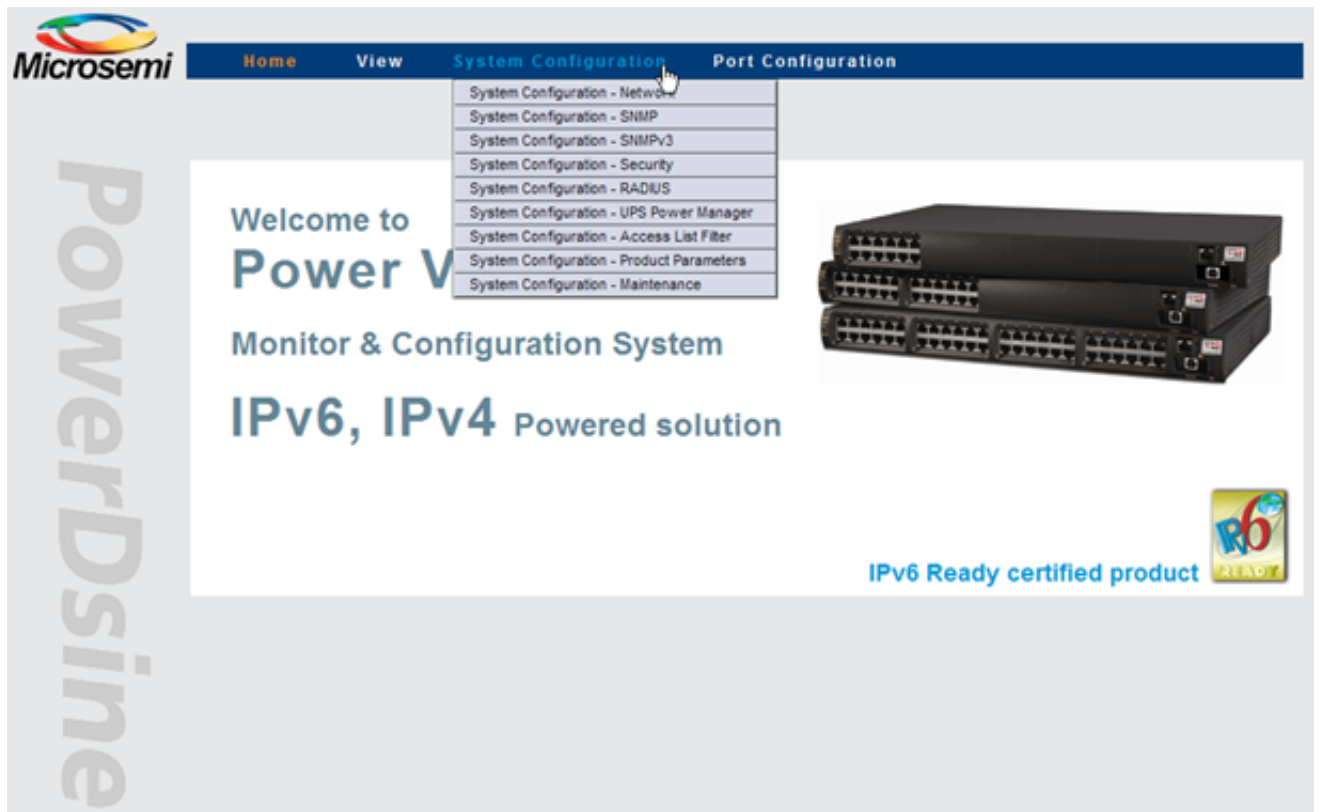 Microsemi
Home View System Configuration Port Configuration
System Configuration - Network
System Configuration - SNMP
System Configuration - SNMPv3
System Configuration - Security
System Configuration - RADIUS
System Configuration - UPS Power Manager
System Configuration - Access List Filter
System Configuration - Product Parameters
System Configuration - Maintenance
PowerDsine
Welcome to
Power V
Monitor & Configuration System
IPv6, IPv4 Powered solution
IPv6 Ready certified product
IPv6
READY